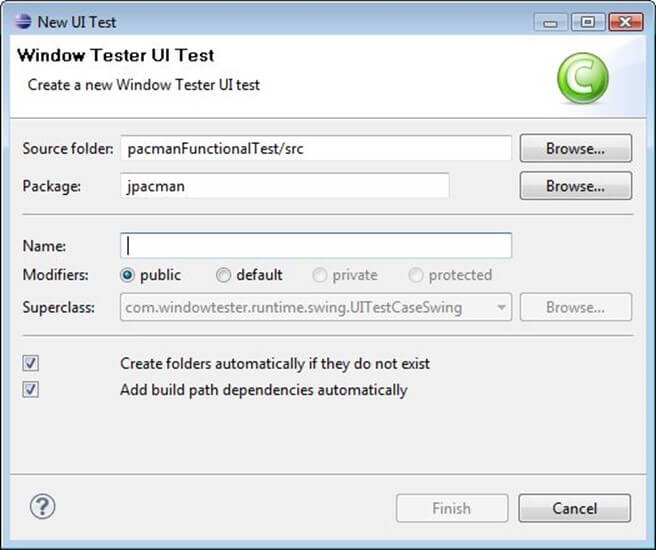 New UI Test
Window Tester UI Test
Create a new Window Tester UI test
C
Source folder: pacmanFunctionalTest/src Browse...
Package: jpacman Browse...
Name:
Modifiers: public default private protected
Superclass: com.windowtester.runtime.swing.UITestCaseSwing Browse...
Create folders automatically if they do not exist
Add build path dependencies automatically
? Finish Cancel